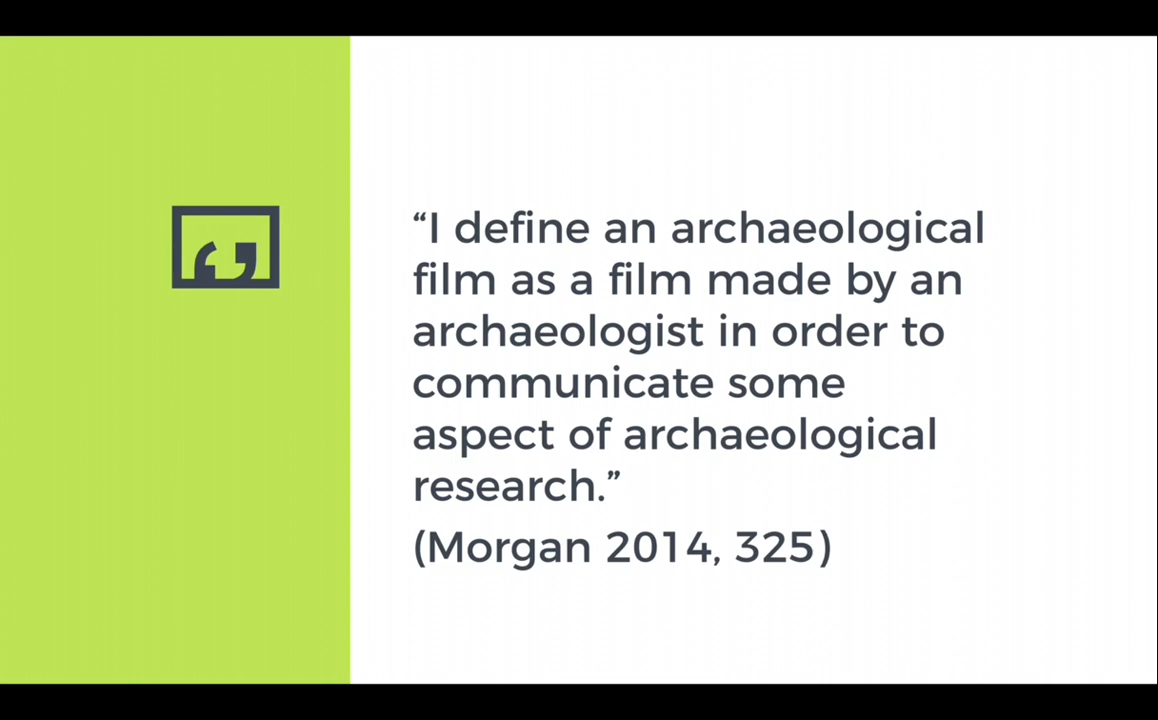 “I define an archaeological
film as a film made by an
archaeologist in order to
communicate some
aspect of archaeological
research.”
(Morgan 2014, 325)